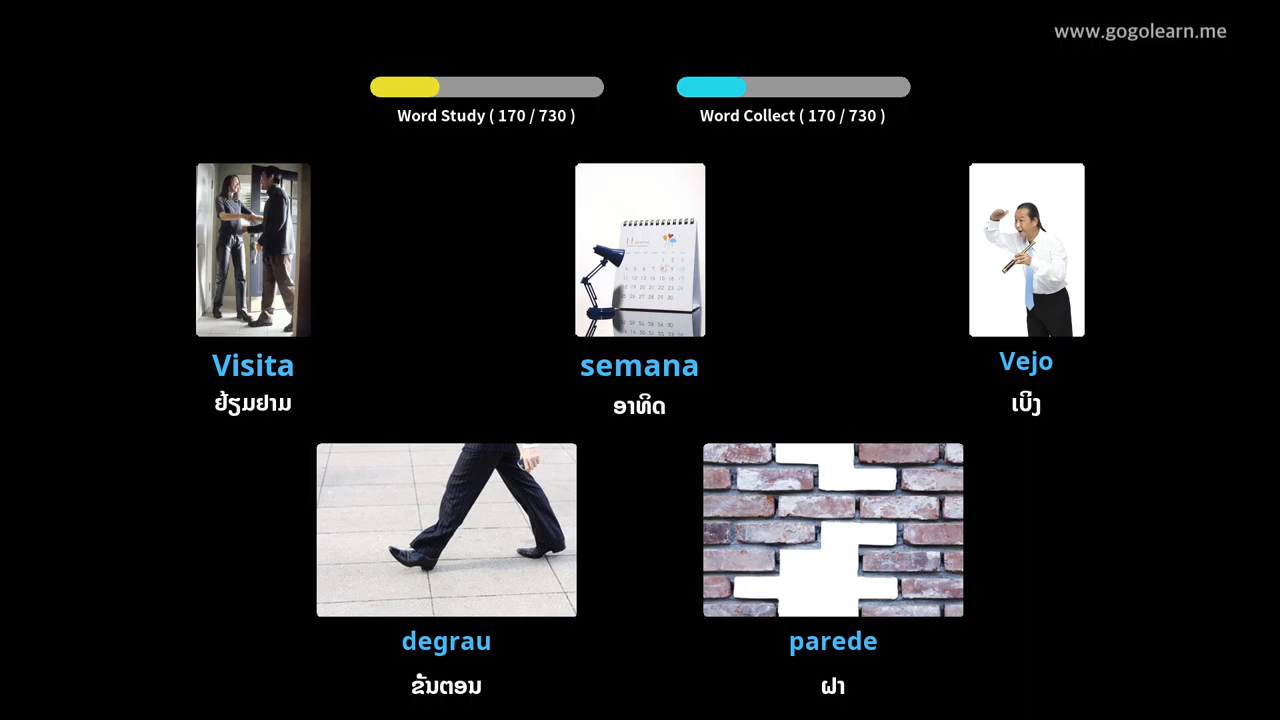 www.gogolearn.me
Word Study ( 170 / 730 )
Word Collect ( 170 / 730 )
Visita
ຢ້ຽມຢາມ
semana
ອາທິດ
Vejo
ເບິງ
degrau
ຂັນຕອນ
parede
ຝາ